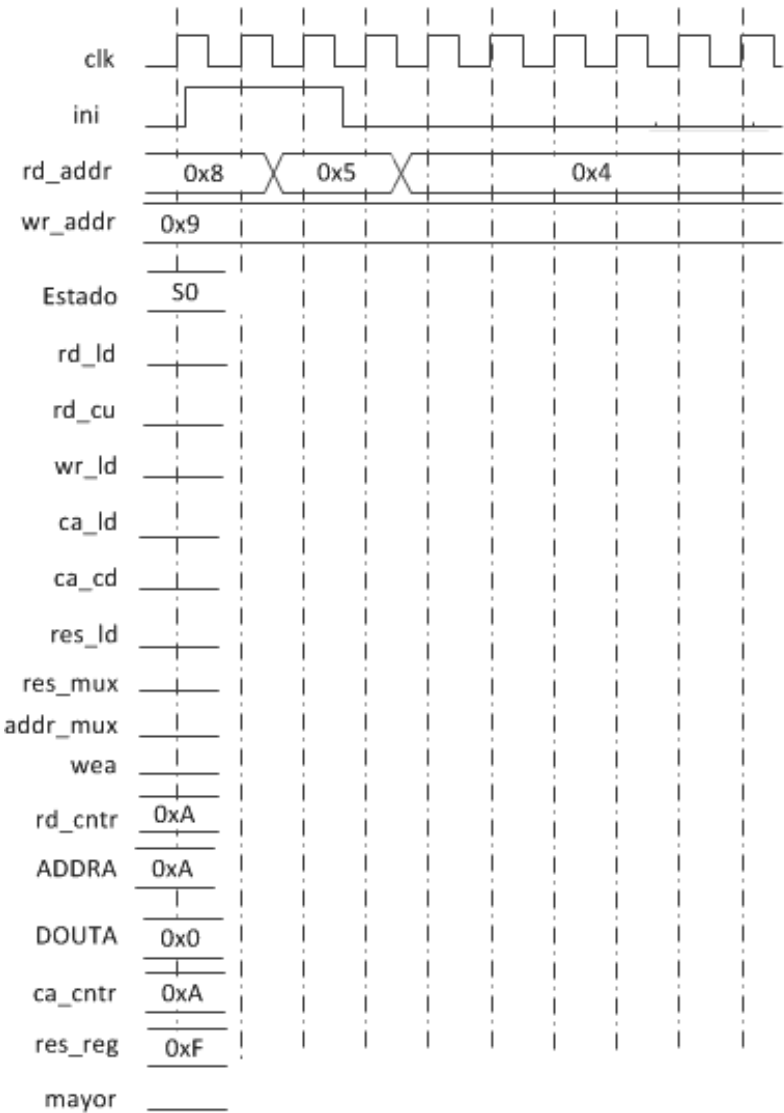 clk
ini
rd_addr 0x8 0x5 0x4
wr_addr 0x9
Estado S0
rd_ld
rd_cu
wr_ld
ca_ld
ca_cd
res_ld
res_mux
addr_mux
wea
rd_cntr 0xA
ADDRA 0xA
DOUTA 0x0
ca_cntr 0xA
res_reg 0xF
mayor